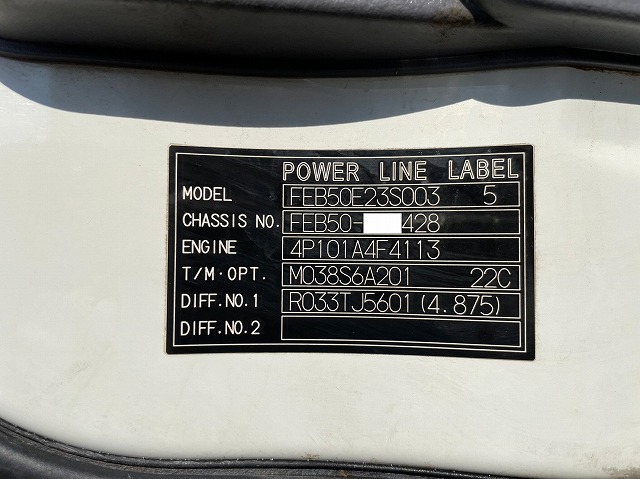 POWER LINE LABEL
MODEL FEB50E23S003 5
CHASSIS NO. FEB50- 428
ENGINE 4P101A4F4113
T/M·OPT. M038S6A201 22C
DIFF.NO.1 R033TJ5601(4.875)
DIFF.NO.2